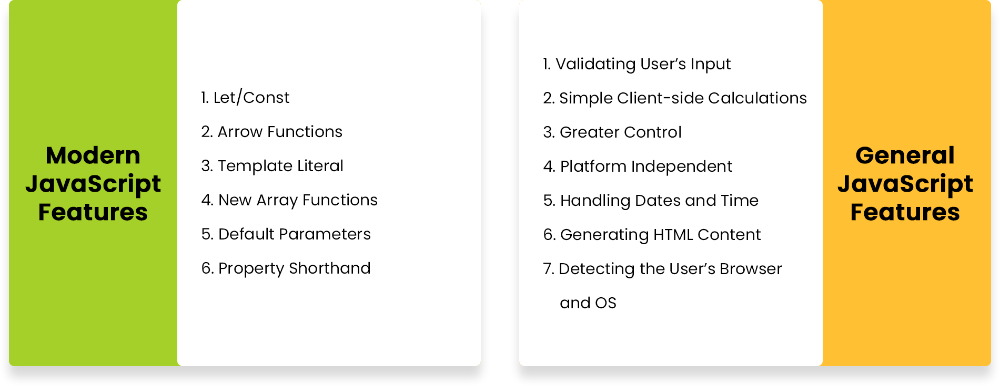 Modern
JavaScript
Features
1. Let/Const
2. Arrow Functions
3. Template Literal
4. New Array Functions
5. Default Parameters
6. Property Shorthand
1. Validating User’s Input
2. Simple Client-side Calculations
3. Greater Control
4. Platform Independent
5. Handling Dates and Time
6. Generating HTML Content
7. Detecting the User’s Browser
and OS
General
JavaScript
Features